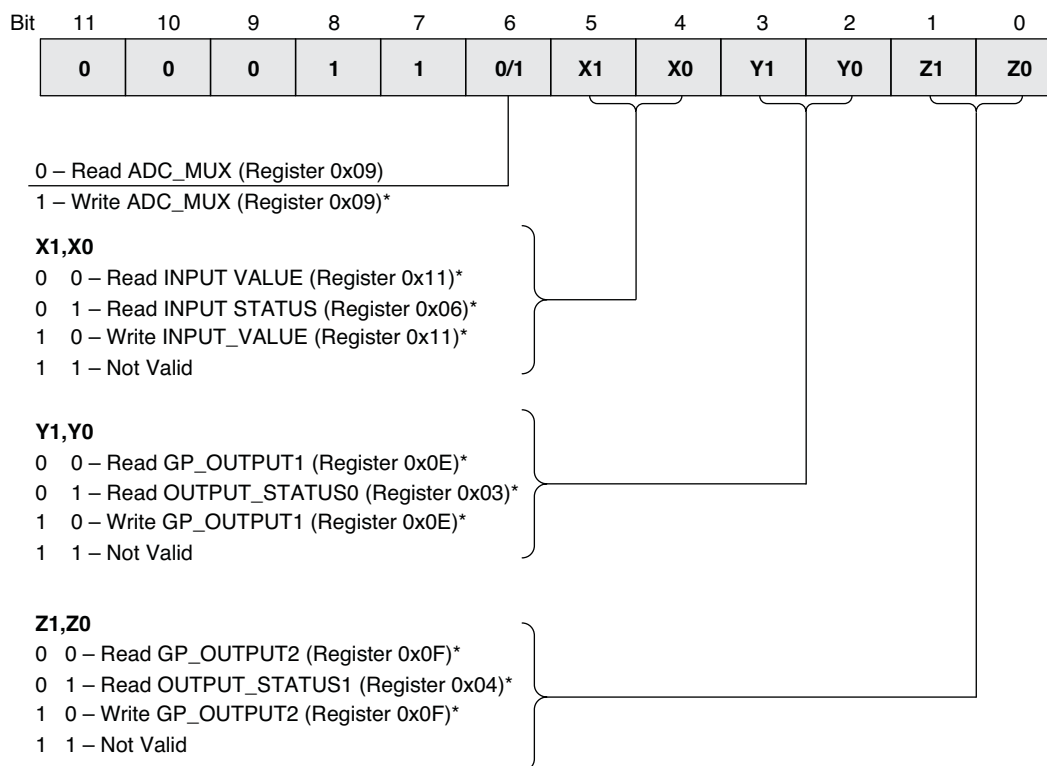 Bit 11 10 9 8 7 6 5 4 3 2 1 0
0 0 0 1 1 0/1 X1 X0 Y1 Y0 Z1 Z0
0 – Read ADC_MUX (Register 0x09)
1 – Write ADC_MUX (Register 0x09)*
X1,X0
0 0 – Read INPUT VALUE (Register 0x11)*
0 1 – Read INPUT STATUS (Register 0x06)*
1 0 – Write INPUT_VALUE (Register 0x11)*
1 1 – Not Valid
Y1,Y0
0 0 – Read GP_OUTPUT1 (Register 0x0E)*
0 1 – Read OUTPUT_STATUS0 (Register 0x03)*
1 0 – Write GP_OUTPUT1 (Register 0x0E)*
1 1 – Not Valid
Z1,Z0
0 0 – Read GP_OUTPUT2 (Register 0x0F)*
0 1 – Read OUTPUT_STATUS1 (Register 0x04)*
1 0 – Write GP_OUTPUT2 (Register 0x0F)*
1 1 – Not Valid